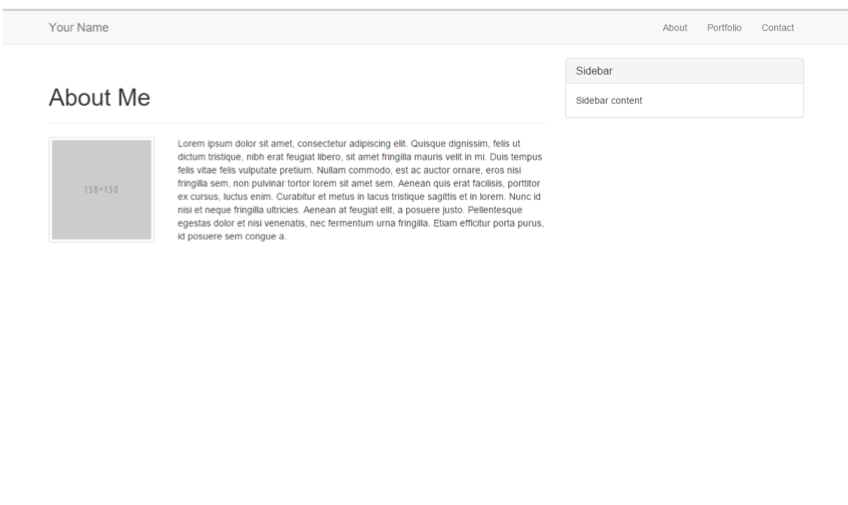 Your Name
About
Portfolio
Contact
About Me
150×150
Lorem ipsum dolor sit amet, consectetur adipiscing elit. Quisque dignissim, felis ut
dictum tristique, nibh erat feugiat libero, sit amet fringilla mauris velit in mi. Duis tempus
felis vitae felis vulputate pretium. Nullam commodo, est ac auctor ornare, eros nisi
fringilla sem, non pulvinar tortor lorem sit amet sem. Aenean quis erat facilisis, porttitor
ex cursus, luctus enim. Curabitur et metus in lacus tristique sagittis et in lorem. Nunc id
nisi et neque fringilla ultricies. Aenean at feugiat elit, a posuere justo. Pellentesque
egestas dolor et nisi venenatis, nec fermentum urna fringilla. Etiam efficitur porta purus,
id posuere sem congue a.
Sidebar
Sidebar content